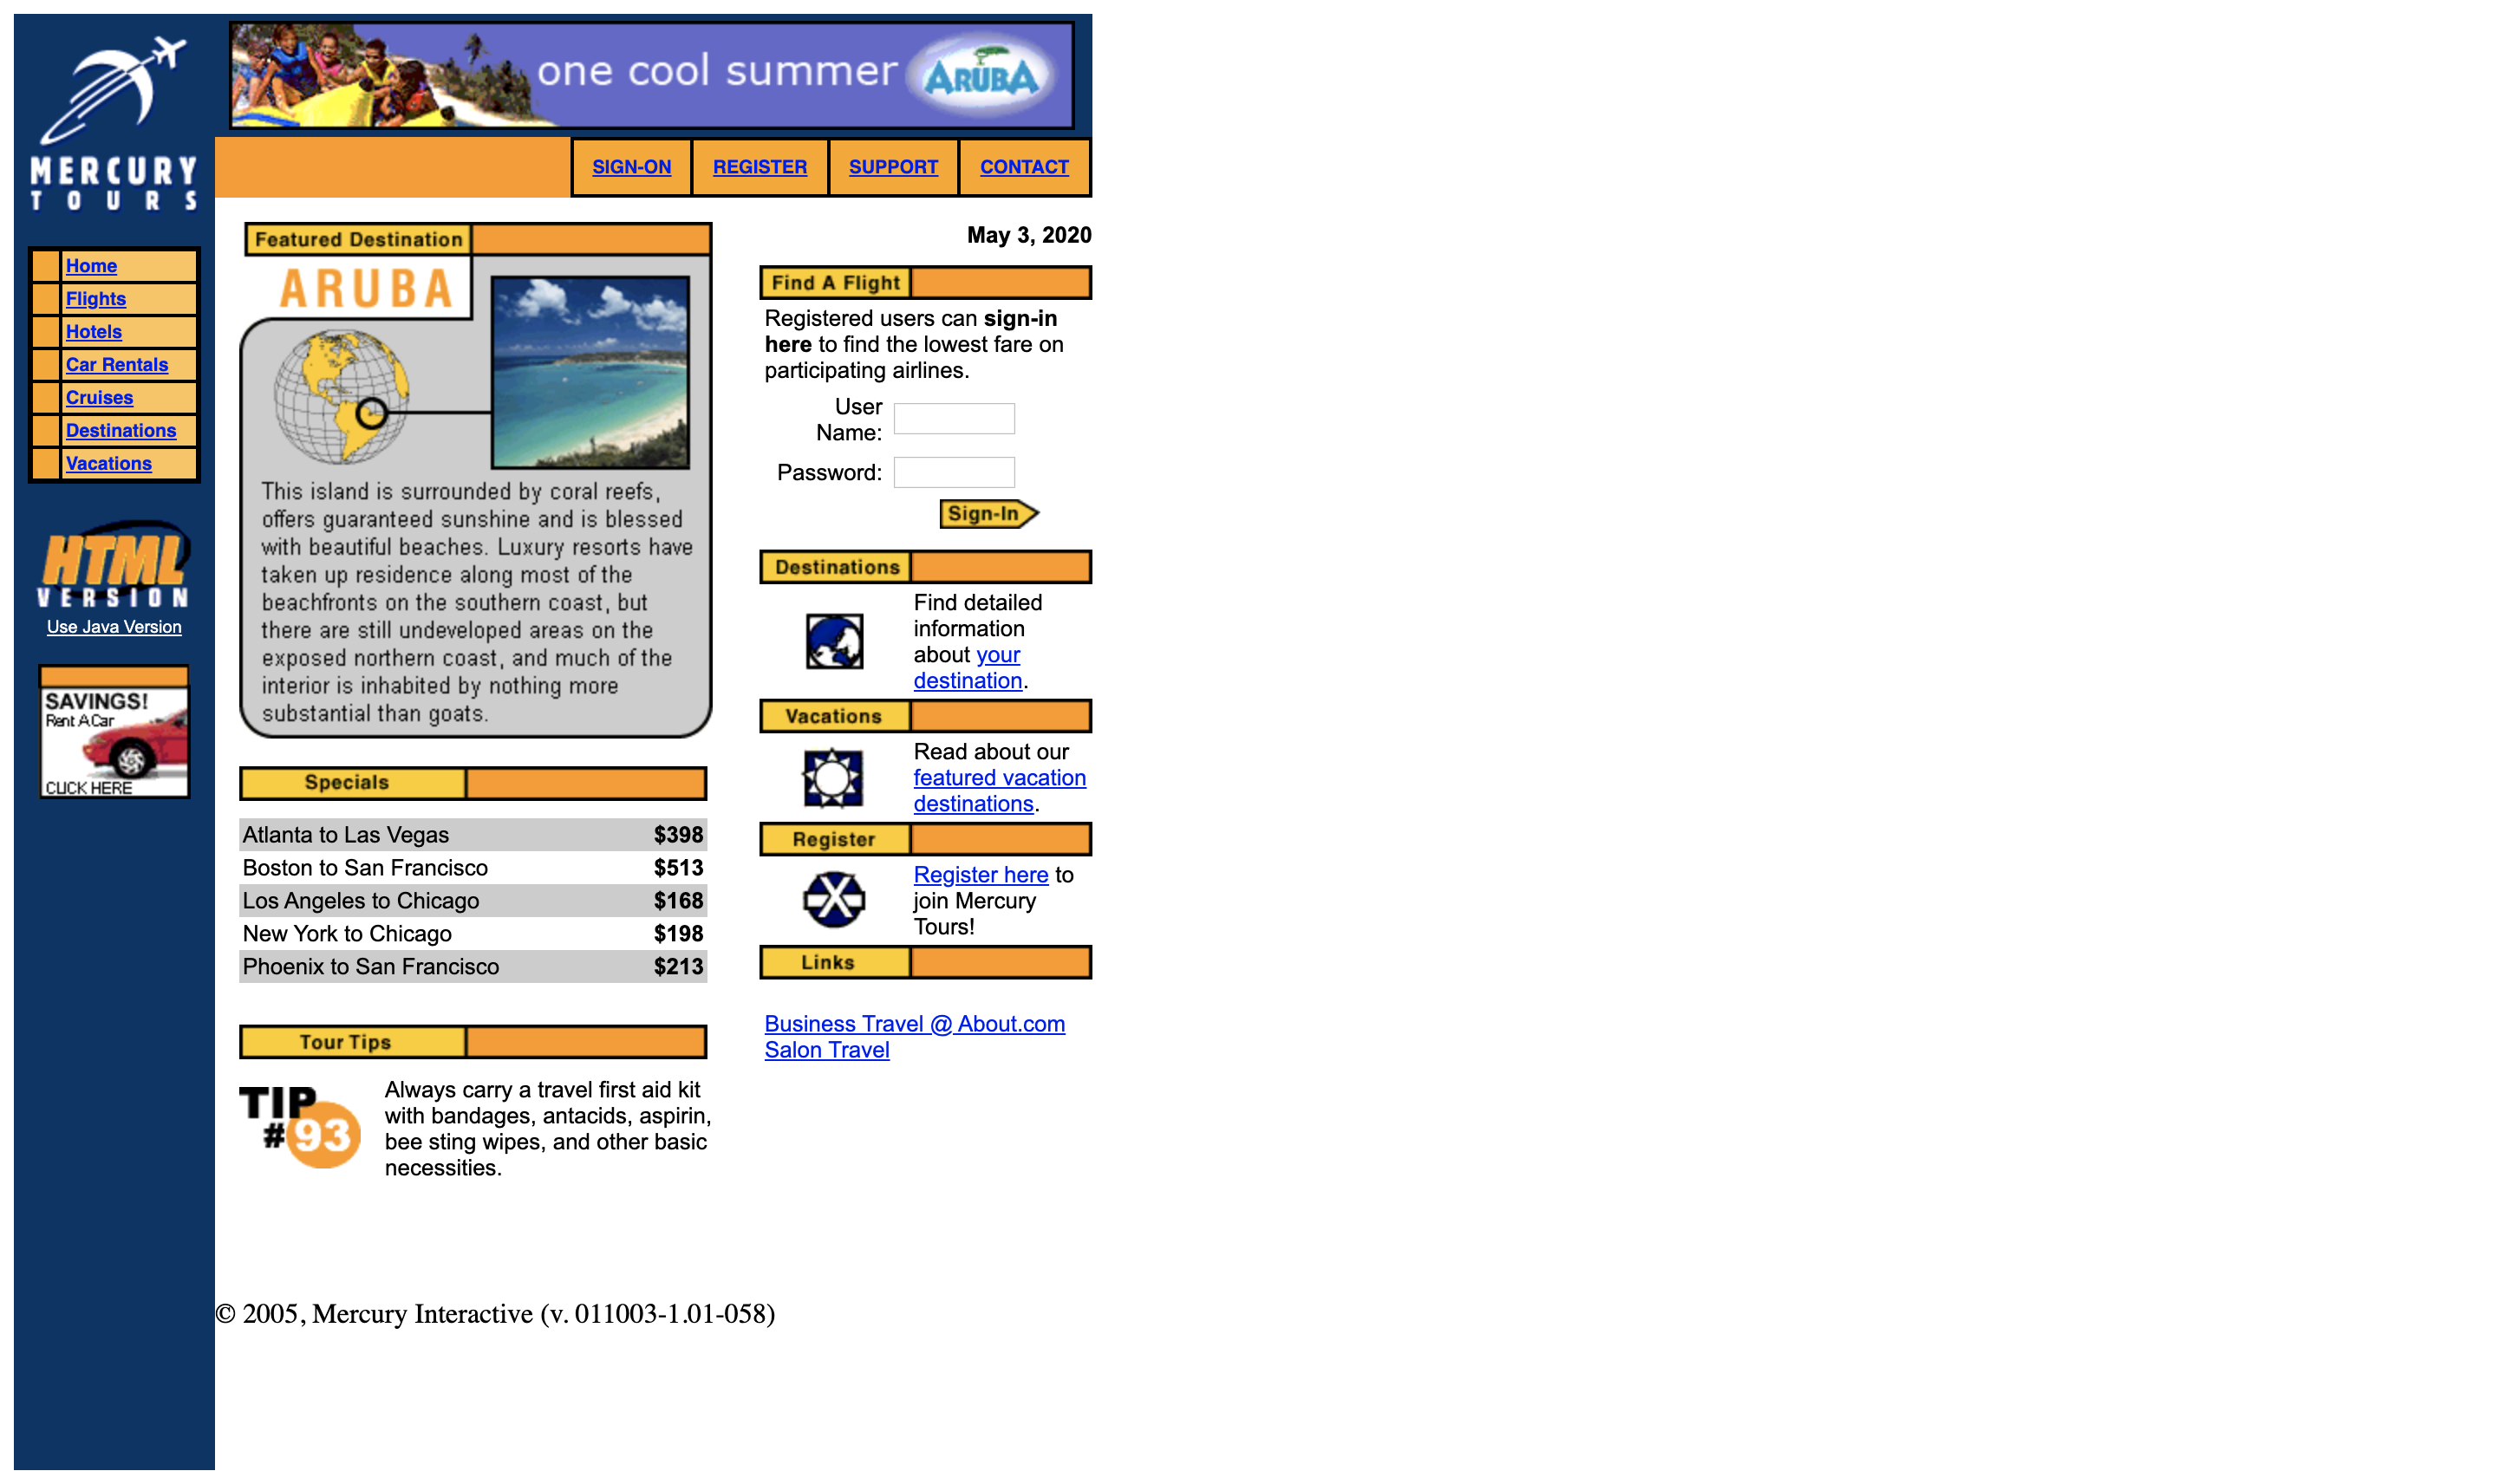 MERCURY
TOURS
one cool summer ARUBA
SIGN-ON REGISTER SUPPORT CONTACT
Home
Flights
Hotels
Car Rentals
Cruises
Destinations
Vacations
HTML
VERSION
Use Java Version
SAVINGS!
Rent A Car
CLICK HERE
Featured Destination
ARUBA
This island is surrounded by coral reefs,
offers guaranteed sunshine and is blessed
with beautiful beaches. Luxury resorts have
taken up residence along most of the
beachfronts on the southern coast, but
there are still undeveloped areas on the
exposed northern coast, and much of the
interior is inhabited by nothing more
substantial than goats.
Specials
Atlanta to Las Vegas $398
Boston to San Francisco $513
Los Angeles to Chicago $168
New York to Chicago $198
Phoenix to San Francisco $213
Tour Tips
TIP
#93
Always carry a travel first aid kit
with bandages, antacids, aspirin,
bee sting wipes, and other basic
necessities.
May 3, 2020
Find A Flight
Registered users can sign-in
here to find the lowest fare on
participating airlines.
User
Name:
Password:
Sign-In
Destinations
Find detailed
information
about your
destination.
Vacations
Read about our
featured vacation
destinations.
Register
Register here to
join Mercury
Tours!
Links
Business Travel @ About.com
Salon Travel
© 2005, Mercury Interactive (v. 011003-1.01-058)